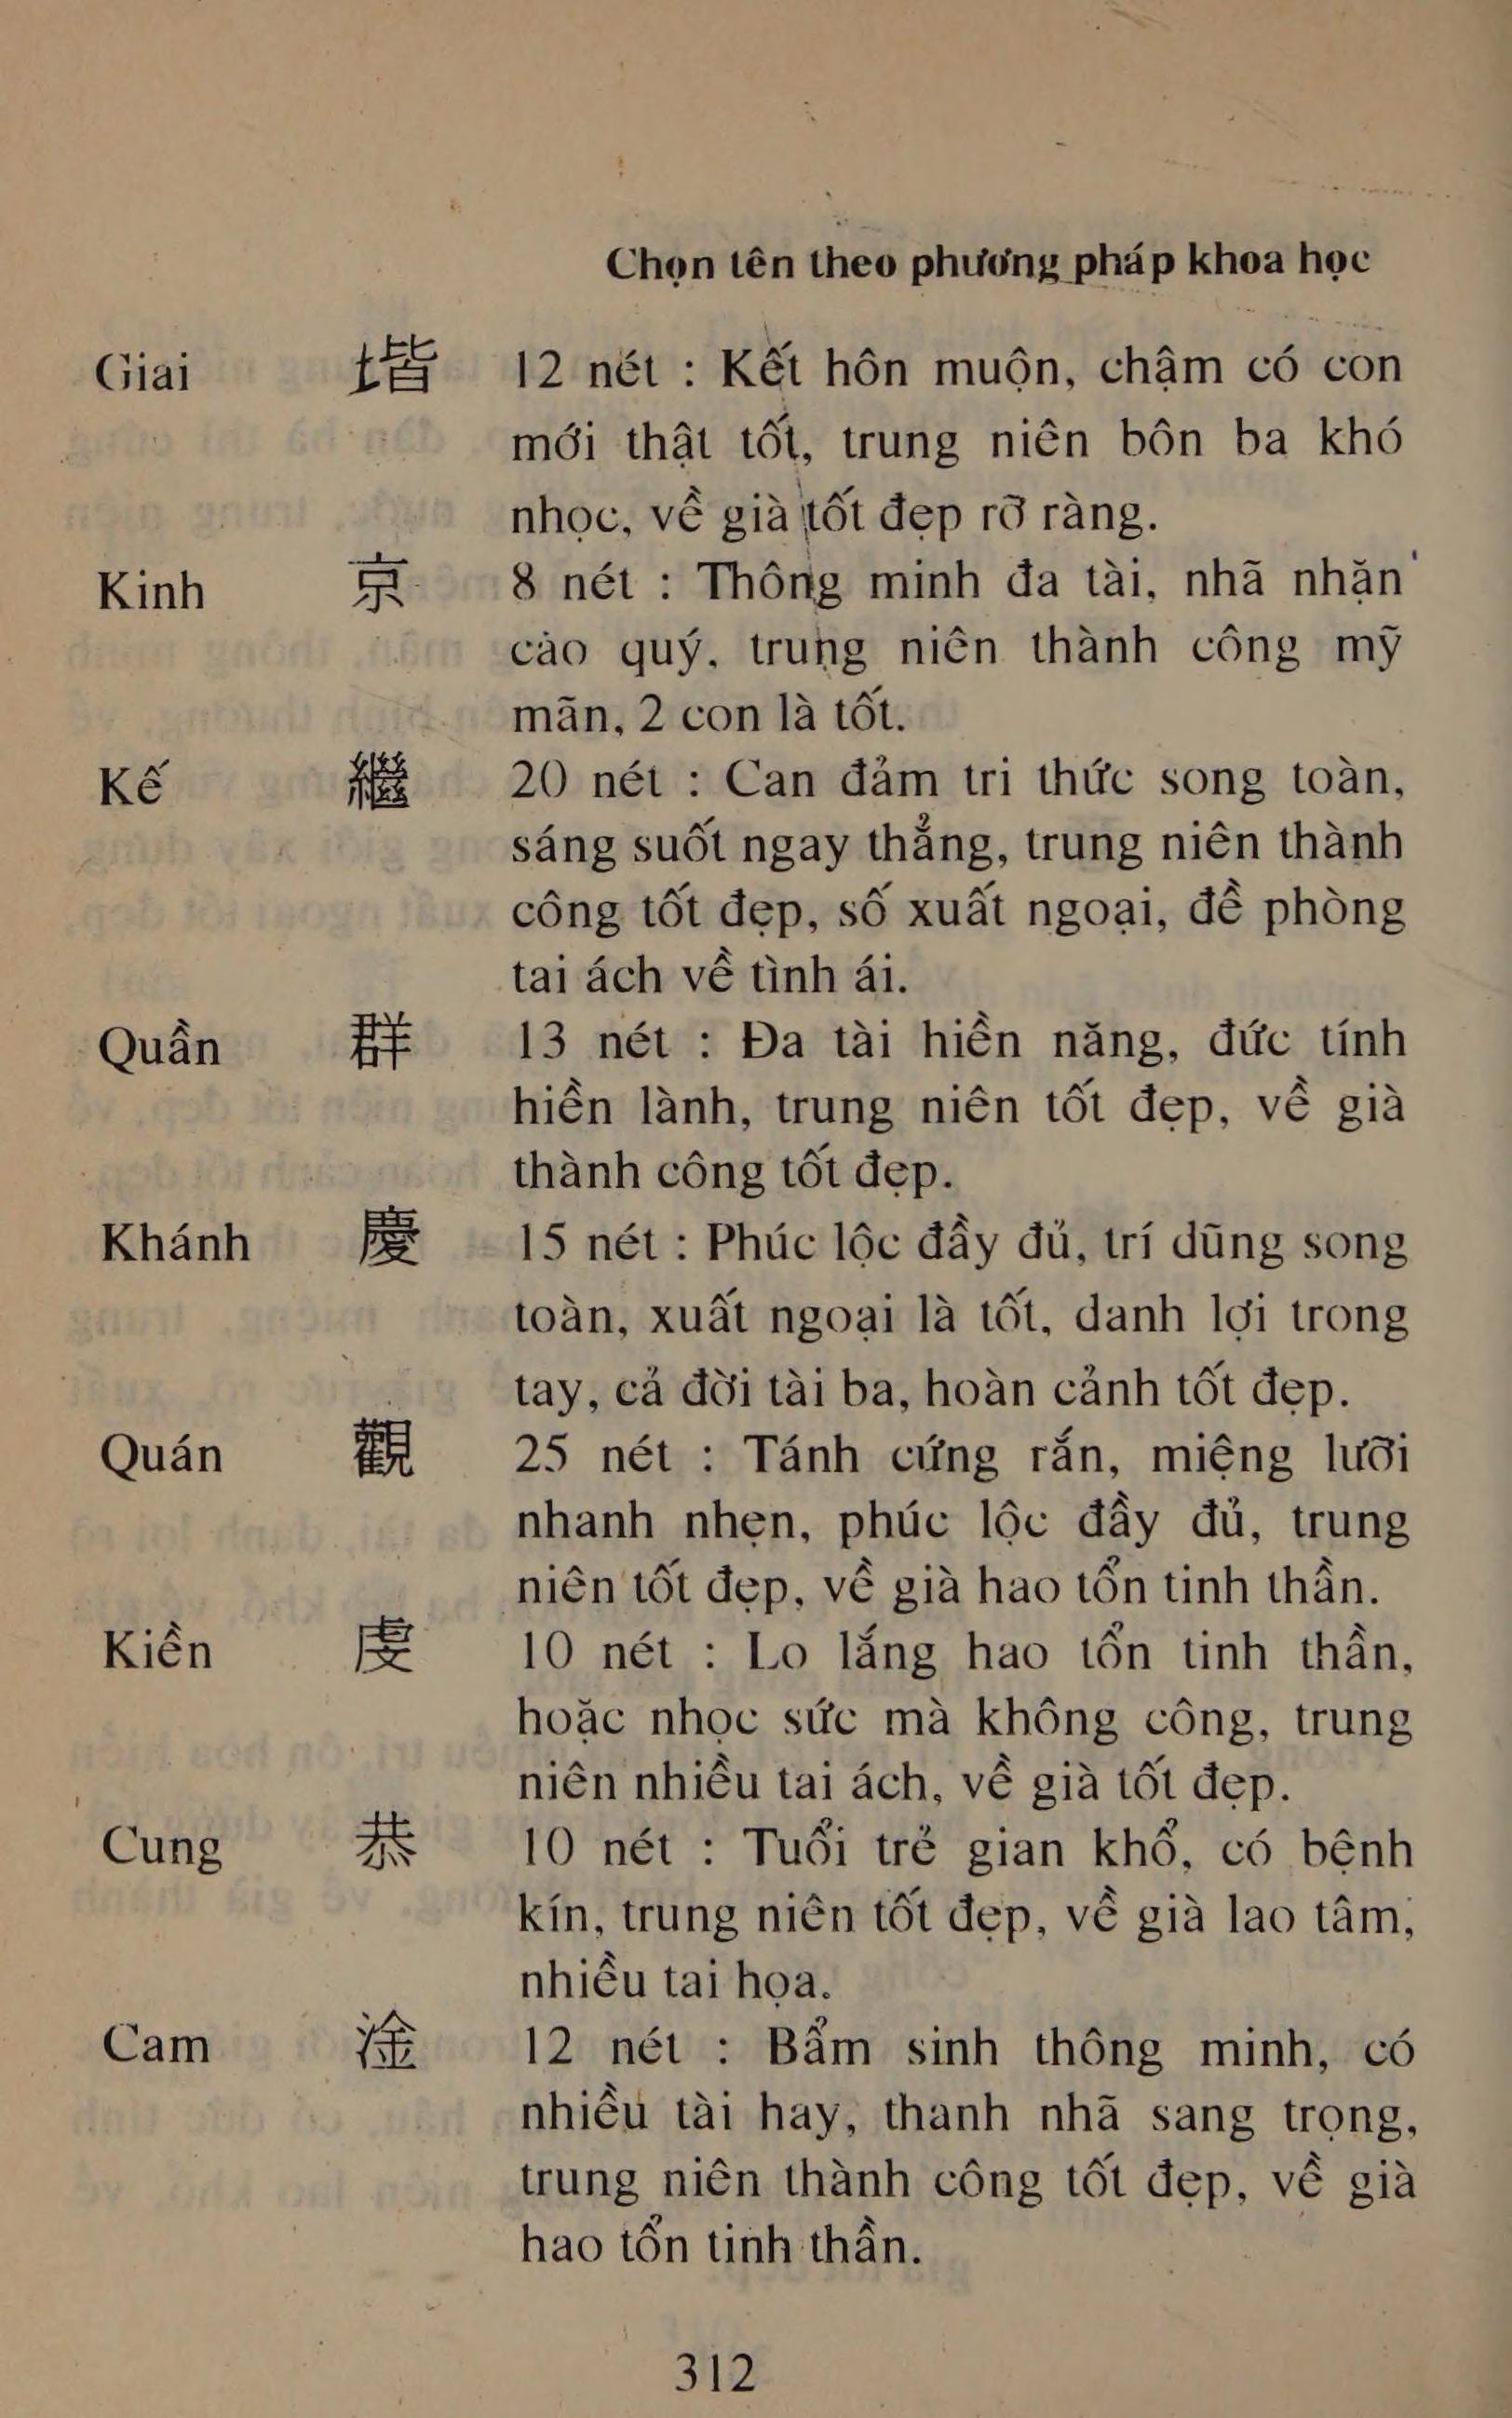 Chọn tên theo phương pháp khoa học
Giai 堦 12 nét : Kết hôn muộn, chậm có con
mới thật tốt, trung niên bôn ba khó
nhọc, về già tốt đẹp rỡ ràng.
Kinh 京 8 nét : Thông minh đa tài, nhã nhặn
cao quý, trung niên thành công mỹ
mãn, 2 con là tốt.
Kế 繼 20 nét : Can đảm tri thức song toàn,
sáng suốt ngay thẳng, trung niên thành
công tốt đẹp, số xuất ngoại, đề phòng
tai ách về tình ái.
Quần 群 13 nét : Đa tài hiền năng, đức tính
hiền lành, trung niên tốt đẹp, về già
thành công tốt đẹp.
Khánh 慶 15 nét : Phúc lộc đầy đủ, trí dũng song
toàn, xuất ngoại là tốt, danh lợi trong
tay, cả đời tài ba, hoàn cảnh tốt đẹp.
Quán 觀 25 nét : Tánh cứng rắn, miệng lưỡi
nhanh nhẹn, phúc lộc đầy đủ, trung
niên tốt đẹp, về già hao tổn tinh thần.
Kiền 虔 10 nét : Lo lắng hao tổn tinh thần,
hoặc nhọc sức mà không công, trung
niên nhiều tai ách, về già tốt đẹp.
Cung 恭 10 nét : Tuổi trẻ gian khổ, có bệnh
kín, trung niên tốt đẹp, về già lao tâm,
nhiều tai họa.
Cam 淦 12 nét : Bẩm sinh thông minh, có
nhiều tài hay, thanh nhã sang trọng,
trung niên thành công tốt đẹp, về già
hao tổn tinh thần.
312